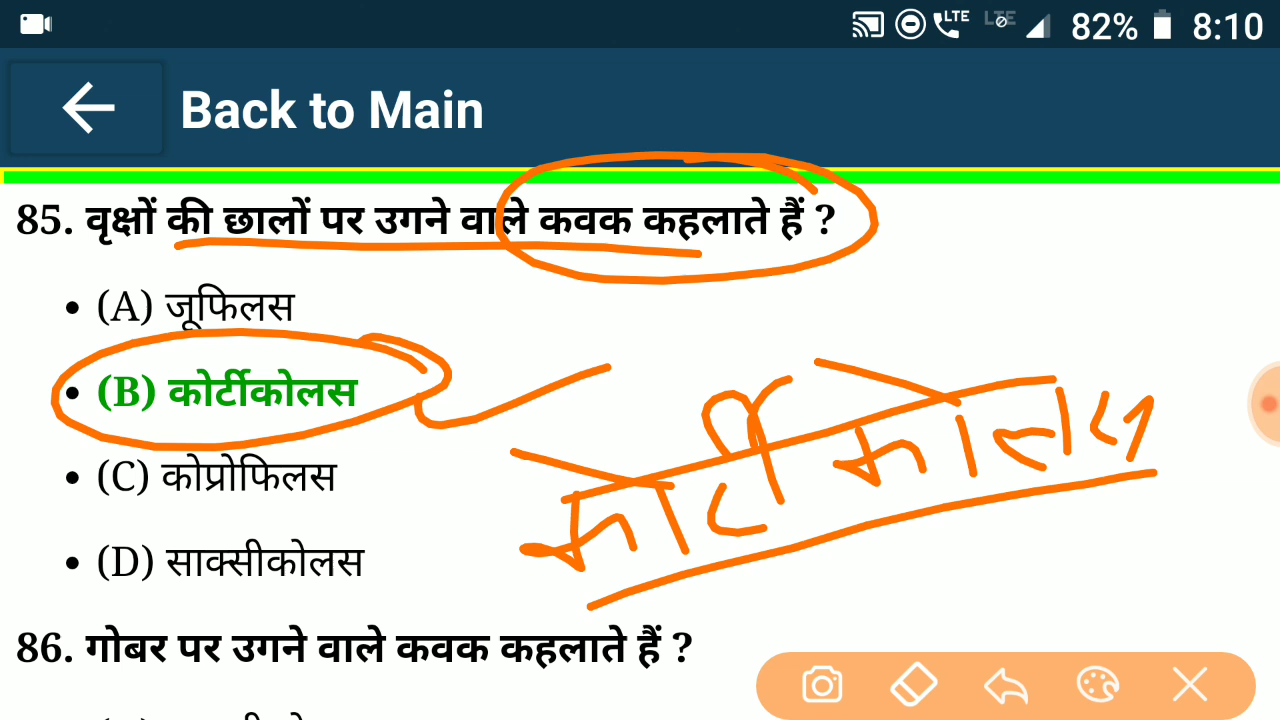 LTE LTE 82% 8:10
Back to Main
85. वृक्षों की छालों पर उगने वाले कवक कहलाते हैं ?
• (A) जूफिलस
• (B) कोर्टीकोलस
कोर्टीकोलस
• (C) कोप्रोफिलस
• (D) साक्सीकोलस
86. गोबर पर उगने वाले कवक कहलाते हैं ?